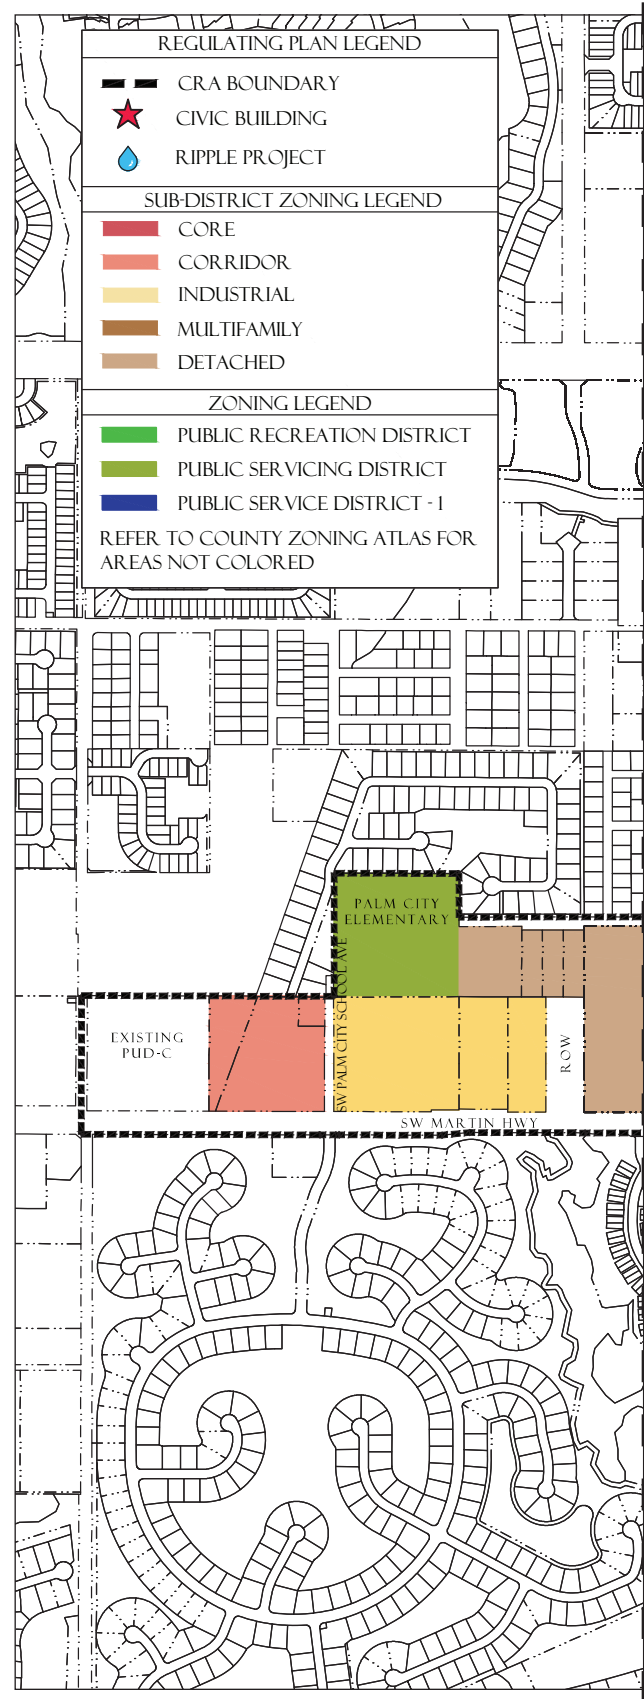 REGULATING PLAN LEGEND
CRA BOUNDARY
CIVIC BUILDING
RIPPLE PROJECT
SUB-DISTRICT ZONING LEGEND
CORE
CORRIDOR
INDUSTRIAL
MULTIFAMILY
DETACHED
ZONING LEGEND
PUBLIC RECREATION DISTRICT
PUBLIC SERVICING DISTRICT
PUBLIC SERVICE DISTRICT - 1
REFER TO COUNTY ZONING ATLAS FOR
AREAS NOT COLORED
PALM CITY
ELEMENTARY
SW PALM CITY SCHOOL AVE
EXISTING
PUD-C
ROW
SW MARTIN HWY